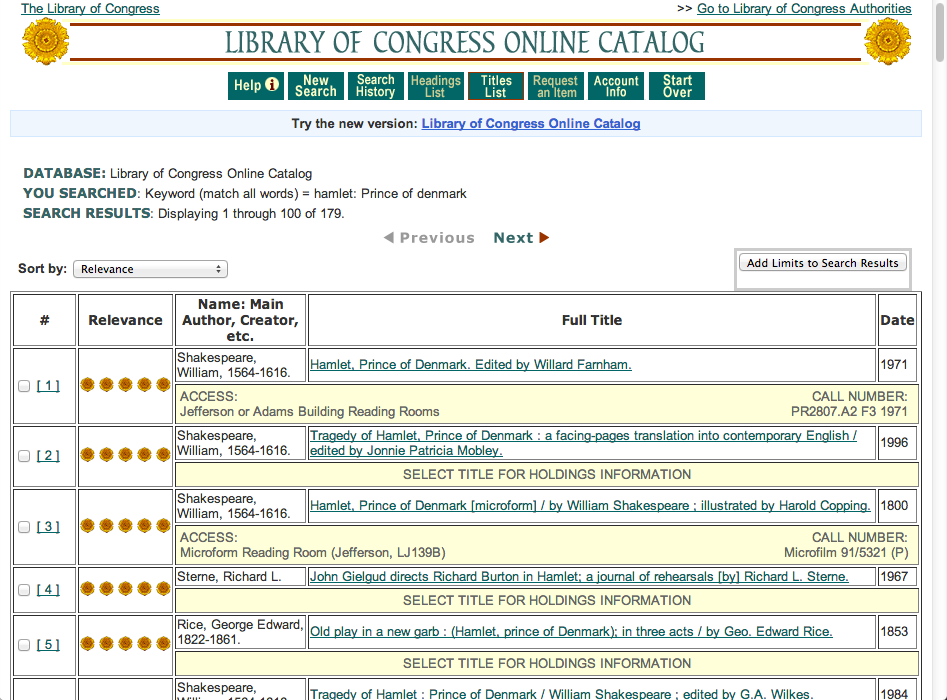 The Library of Congress
>> Go to Library of Congress Authorities
LIBRARY OF CONGRESS ONLINE CATALOG
Help i
New Search
Search History
Headings List
Titles List
Request an Item
Account Info
Start Over
Try the new version: Library of Congress Online Catalog
DATABASE: Library of Congress Online Catalog
YOU SEARCHED: Keyword (match all words) = hamlet: Prince of denmark
SEARCH RESULTS: Displaying 1 through 100 of 179.
◀ Previous Next ▶
Sort by: Relevance
Add Limits to Search Results
# Relevance Name: Main Author, Creator, etc. Full Title Date
[ 1 ]
Shakespeare,
William, 1564-1616.
Hamlet, Prince of Denmark. Edited by Willard Farnham.
1971
ACCESS: CALL NUMBER:
Jefferson or Adams Building Reading Rooms PR2807.A2 F3 1971
[ 2 ]
Shakespeare,
William, 1564-1616.
Tragedy of Hamlet, Prince of Denmark : a facing-pages translation into contemporary English /
edited by Jonnie Patricia Mobley.
1996
SELECT TITLE FOR HOLDINGS INFORMATION
[ 3 ]
Shakespeare,
William, 1564-1616.
Hamlet, Prince of Denmark [microform] / by William Shakespeare ; illustrated by Harold Copping.
1800
ACCESS: CALL NUMBER:
Microform Reading Room (Jefferson, LJ139B) Microfilm 91/5321 (P)
[ 4 ]
Sterne, Richard L.
John Gielgud directs Richard Burton in Hamlet; a journal of rehearsals [by] Richard L. Sterne.
1967
SELECT TITLE FOR HOLDINGS INFORMATION
[ 5 ]
Rice, George Edward,
1822-1861.
Old play in a new garb : (Hamlet, prince of Denmark); in three acts / by Geo. Edward Rice.
1853
SELECT TITLE FOR HOLDINGS INFORMATION
Shakespeare,
William, 1564-1616.
Tragedy of Hamlet : Prince of Denmark / William Shakespeare ; edited by G.A. Wilkes.
1984